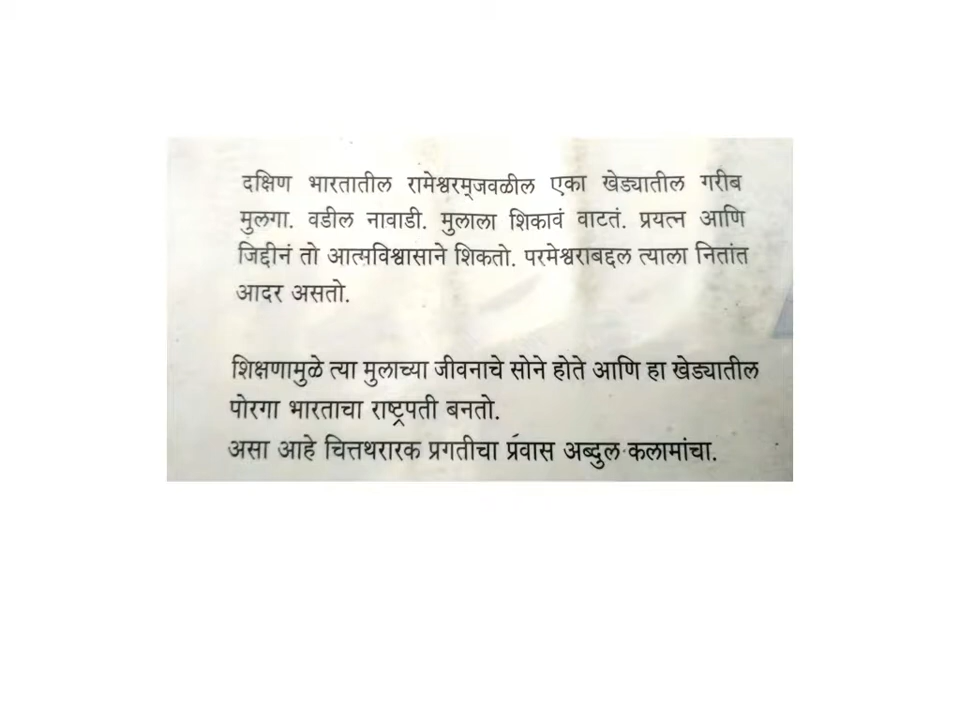 दक्षिण भारतातील रामेश्वरम्‌जवळील एका खेड्यातील गरीब
मुलगा. वडील नावाडी. मुलाला शिकावं वाटतं. प्रयत्न आणि
जिद्दीनं तो आत्मविश्वासाने शिकतो. परमेश्वराबद्दल त्याला नितांत
आदर असतो.
शिक्षणामुळे त्या मुलाच्या जीवनाचे सोने होते आणि हा खेड्यातील
पोरगा भारताचा राष्ट्रपती बनतो.
असा आहे चित्तथरारक प्रगतीचा प्रवास अब्दुल कलामांचा.